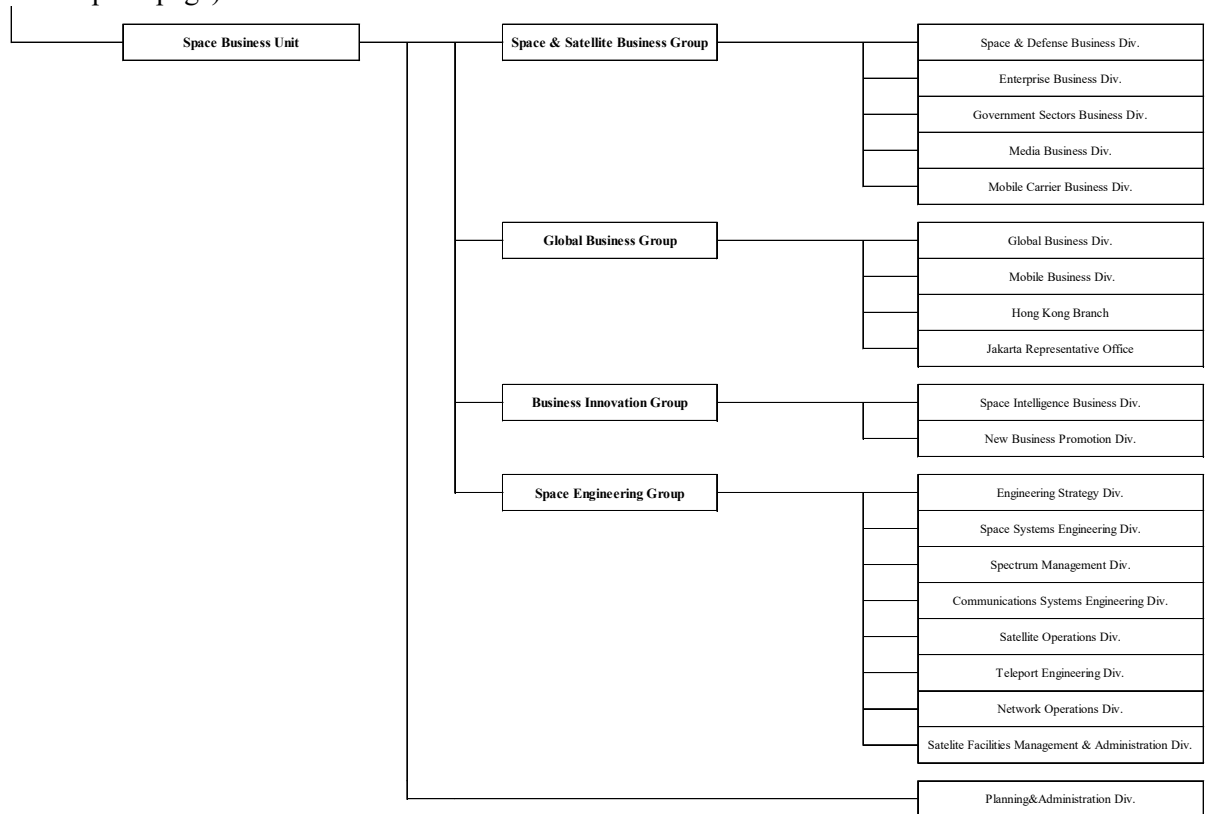 Space Business Unit
Space & Satellite Business Group
Space & Defense Business Div.
Enterprise Business Div.
Government Sectors Business Div.
Media Business Div.
Mobile Carrier Business Div.
Global Business Group
Global Business Div.
Mobile Business Div.
Hong Kong Branch
Jakarta Representative Office
Business Innovation Group
Space Intelligence Business Div.
New Business Promotion Div.
Space Engineering Group
Engineering Strategy Div.
Space Systems Engineering Div.
Spectrum Management Div.
Communications Systems Engineering Div.
Satellite Operations Div.
Teleport Engineering Div.
Network Operations Div.
Satelite Facilities Management & Administration Div.
Planning&Administration Div.